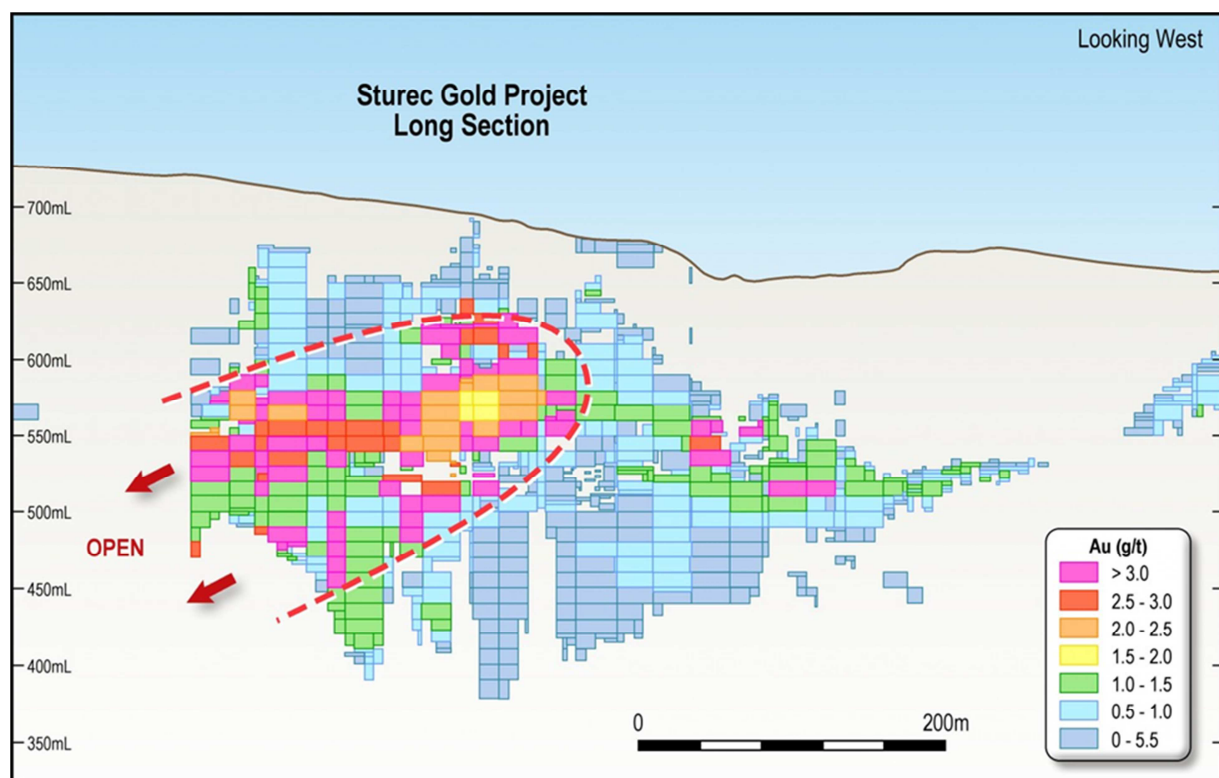 Looking West
Sturec Gold Project
Long Section
700mL
650mL
600mL
550mL
500mL
OPEN
450mL
400mL
350mL
0 200m
Au (g/t)
> 3.0
2.5 - 3.0
2.0 - 2.5
1.5 - 2.0
1.0 - 1.5
0.5 - 1.0
0 - 5.5